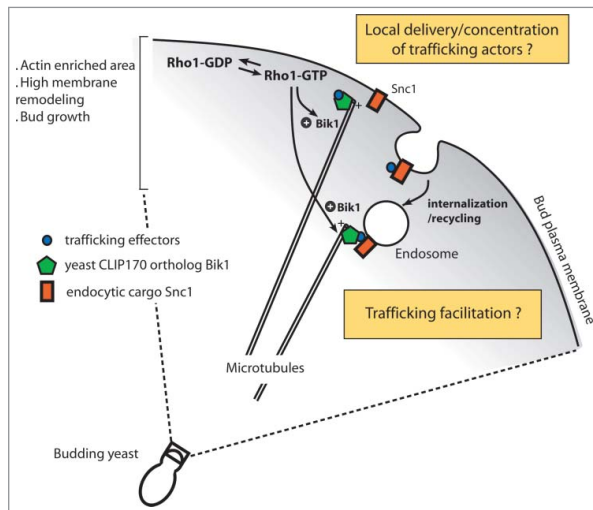 Local delivery/concentration
of trafficking actors ?
. Actin enriched area
. High membrane
remodeling
. Bud growth
Rho1-GDP
Rho1-GTP
Snc1
+
+ Bik1
+ Bik1
+
internalization
/recycling
Endosome
Bud plasma membrane
trafficking effectors
yeast CLIP170 ortholog Bik1
endocytic cargo Snc1
Trafficking facilitation ?
Microtubules
Budding yeast